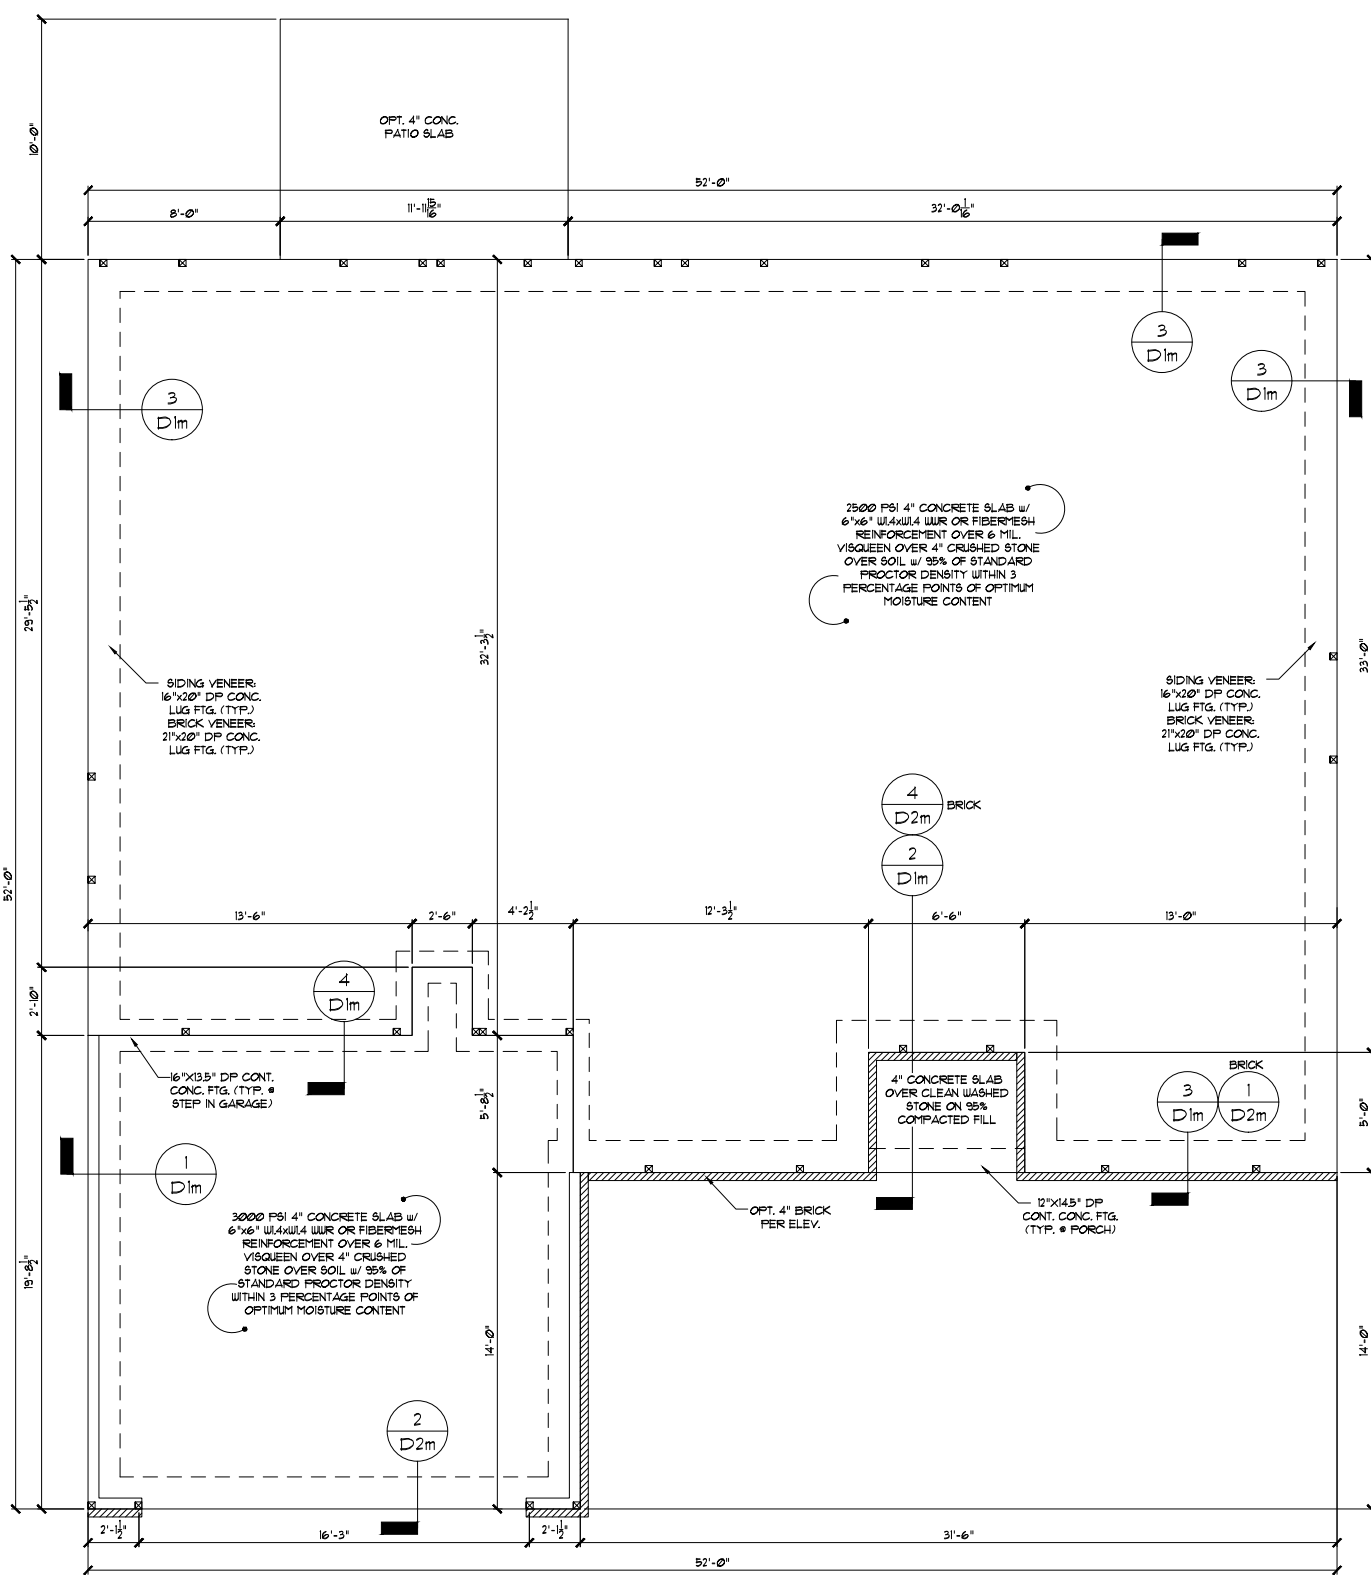 OPT. 4" CONC.
PATIO SLAB
10'-0"
52'-0"
8'-0"
11'-11 15/16"
32'-0 1/16"
3
D1m
3
D1m
3
D1m
2500 PSI 4" CONCRETE SLAB w/
6"x6" W1.4xW1.4 WWR OR FIBERMESH
REINFORCEMENT OVER 6 MIL.
VISQUEEN OVER 4" CRUSHED STONE
OVER SOIL w/ 95% OF STANDARD
PROCTOR DENSITY WITHIN 3
PERCENTAGE POINTS OF OPTIMUM
MOISTURE CONTENT
29'-5 1/2"
32'-3 1/2"
33'-0"
SIDING VENEER:
16"x20" DP CONC.
LUG FTG. (TYP.)
BRICK VENEER:
21"x20" DP CONC.
LUG FTG. (TYP.)
SIDING VENEER:
16"x20" DP CONC.
LUG FTG. (TYP.)
BRICK VENEER:
21"x20" DP CONC.
LUG FTG. (TYP.)
4
D2m
BRICK
2
D1m
52'-0"
13'-6"
2'-6"
4'-2 1/2"
12'-3 1/2"
6'-6"
13'-0"
2'-10"
4
D1m
16"X13.5" DP CONT.
CONC. FTG. (TYP. @
STEP IN GARAGE)
5'-8 1/2"
4" CONCRETE SLAB
OVER CLEAN WASHED
STONE ON 95%
COMPACTED FILL
BRICK
3
D1m
1
D2m
5'-0"
1
D1m
OPT. 4" BRICK
PER ELEV.
12"X14.5" DP
CONT. CONC. FTG.
(TYP. @ PORCH)
3000 PSI 4" CONCRETE SLAB w/
6"x6" W1.4xW1.4 WWR OR FIBERMESH
REINFORCEMENT OVER 6 MIL.
VISQUEEN OVER 4" CRUSHED
STONE OVER SOIL w/ 95% OF
STANDARD PROCTOR DENSITY
WITHIN 3 PERCENTAGE POINTS OF
OPTIMUM MOISTURE CONTENT
19'-8 1/2"
14'-0"
14'-0"
2
D2m
2'-1 1/2"
16'-3"
2'-1 1/2"
31'-6"
52'-0"